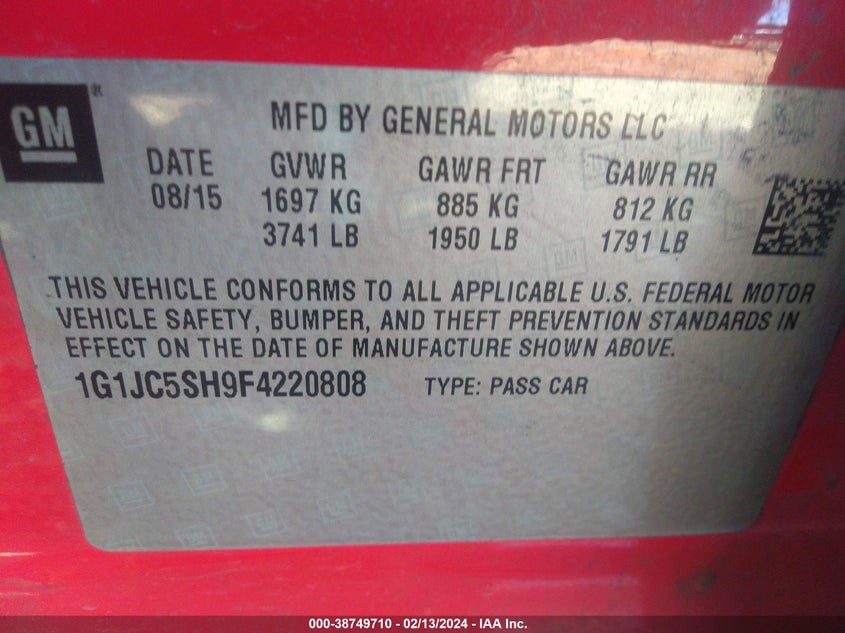 GM ®
MFD BY GENERAL MOTORS LLC
DATE GVWR GAWR FRT GAWR RR
08/15 1697 KG 885 KG 812 KG
3741 LB 1950 LB 1791 LB
THIS VEHICLE CONFORMS TO ALL APPLICABLE U.S. FEDERAL MOTOR
VEHICLE SAFETY, BUMPER, AND THEFT PREVENTION STANDARDS IN
EFFECT ON THE DATE OF MANUFACTURE SHOWN ABOVE.
1G1JC5SH9F4220808 TYPE: PASS CAR
000-38749710 - 02/13/2024 - IAA Inc.